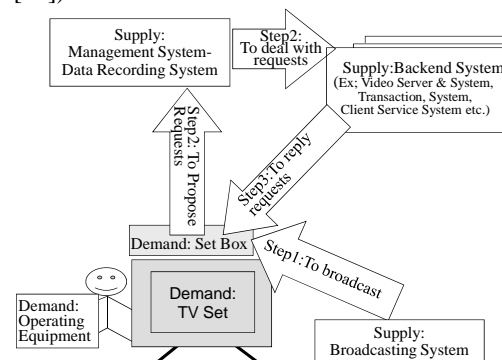 Supply:
Management System-
Data Recording System
Step2:
To deal with
requests
Supply:Backend System
(Ex; Video Server & System,
Transaction, System,
Client Service System etc.)
Step2: To Propose
Requests
Step3:To reply
requests
Demand: Set Box
Step1:To broadcast
Demand:
TV Set
Demand:
Operating
Equipment
Supply:
Broadcasting System